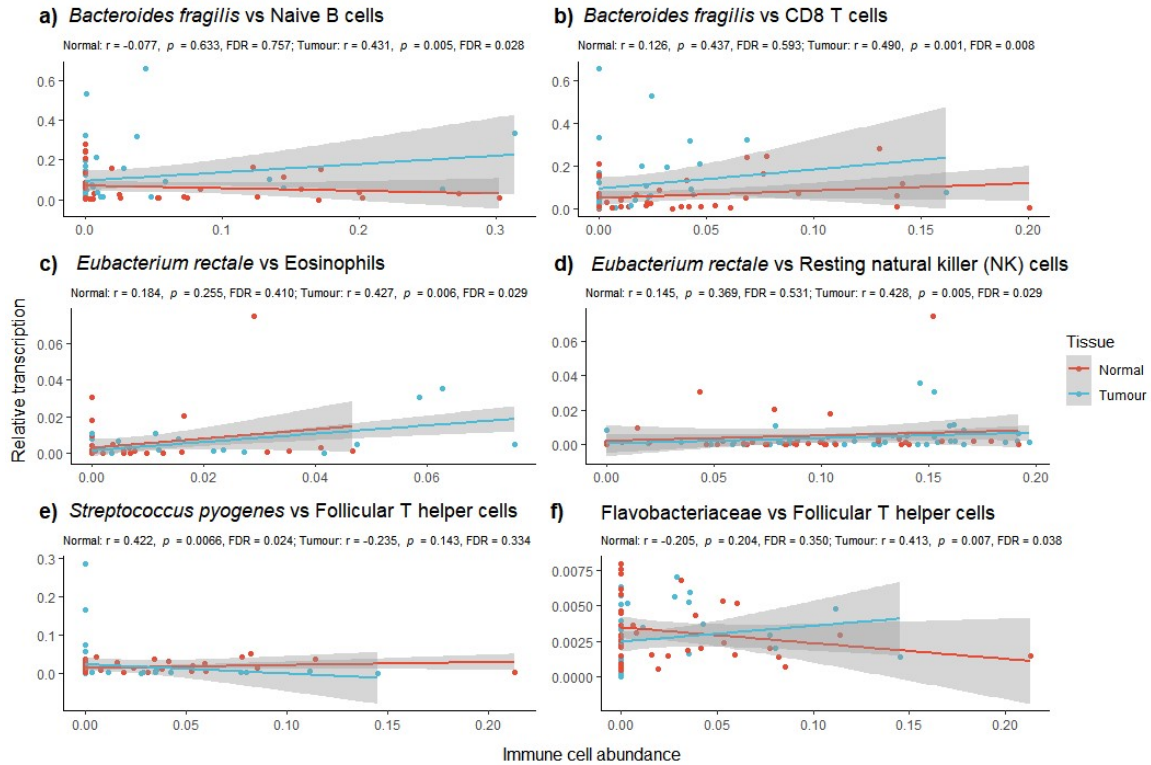 a) Bacteroides fragilis vs Naive B cells
Normal: r = -0.077, p = 0.633, FDR = 0.757; Tumour: r = 0.431, p = 0.005, FDR = 0.028
0.6
0.4
0.2
0.0
0.0 0.1 0.2 0.3
b) Bacteroides fragilis vs CD8 T cells
Normal: r = 0.126, p = 0.437, FDR = 0.593; Tumour: r = 0.490, p = 0.001, FDR = 0.008
0.6
0.4
0.2
0.0
0.00 0.05 0.10 0.15 0.20
c) Eubacterium rectale vs Eosinophils
Normal: r = 0.184, p = 0.255, FDR = 0.410; Tumour: r = 0.427, p = 0.006, FDR = 0.029
0.06
0.04
0.02
0.00
0.00 0.02 0.04 0.06
d) Eubacterium rectale vs Resting natural killer (NK) cells
Normal: r = 0.145, p = 0.369, FDR = 0.531; Tumour: r = 0.428, p = 0.005, FDR = 0.029
0.06
0.04
0.02
0.00
0.00 0.05 0.10 0.15 0.20
Relative transcription
Tissue
Normal
Tumour
e) Streptococcus pyogenes vs Follicular T helper cells
Normal: r = 0.422, p = 0.0066, FDR = 0.024; Tumour: r = -0.235, p = 0.143, FDR = 0.334
0.3
0.2
0.1
0.0
0.00 0.05 0.10 0.15 0.20
f) Flavobacteriaceae vs Follicular T helper cells
Normal: r = -0.205, p = 0.204, FDR = 0.350; Tumour: r = 0.413, p = 0.007, FDR = 0.038
0.0075
0.0050
0.0025
0.0000
0.00 0.05 0.10 0.15 0.20
Immune cell abundance